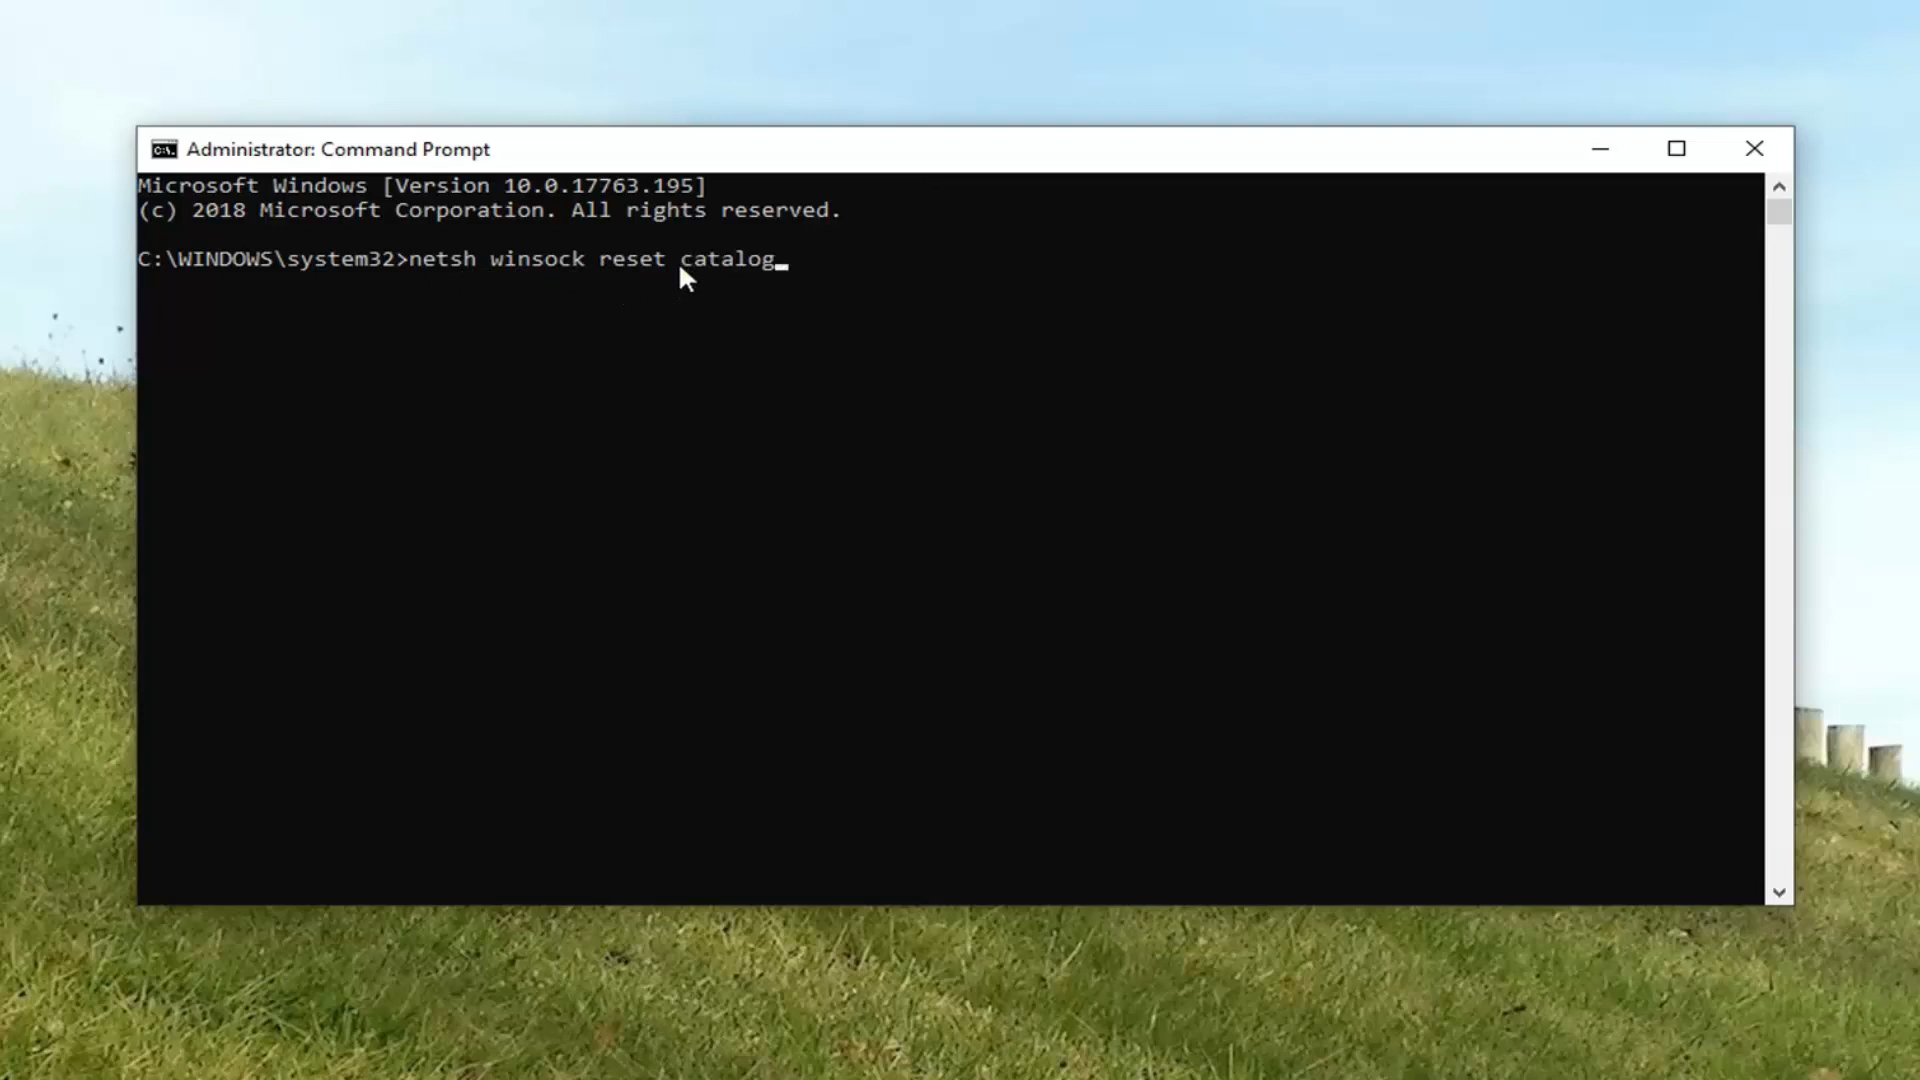 Administrator: Command Prompt
Microsoft Windows [Version 10.0.17763.195]
(c) 2018 Microsoft Corporation. All rights reserved.
C:\WINDOWS\system32>netsh winsock reset catalog